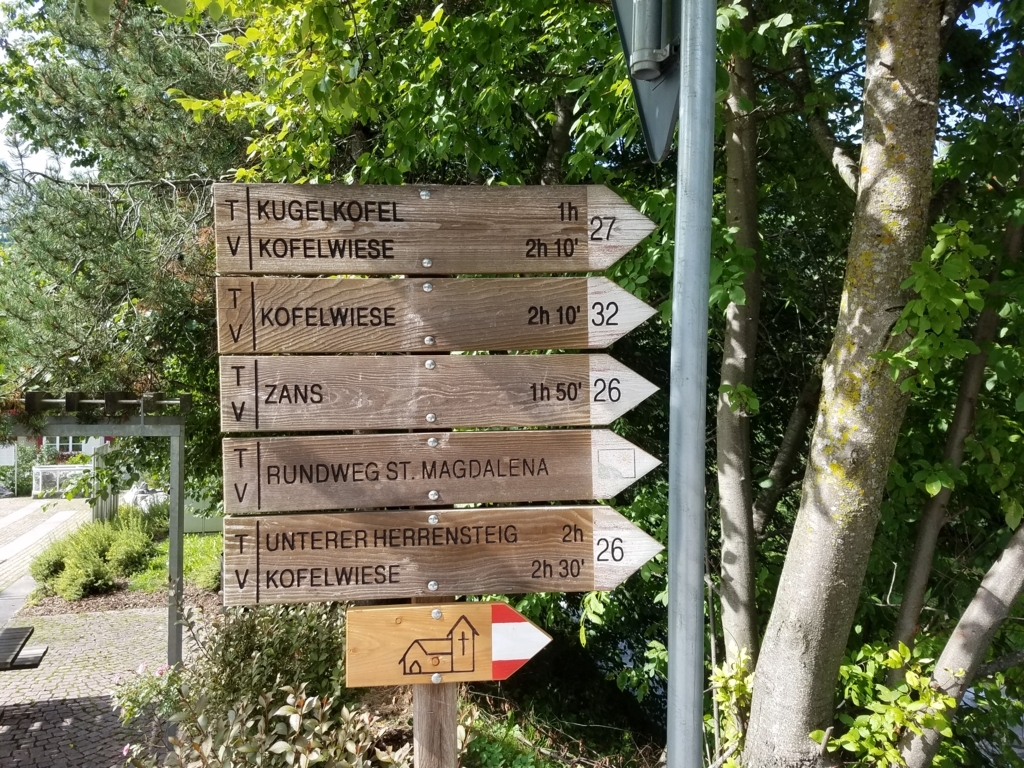 T KUGELKOFEL 1h 27
V KOFELWIESE 2h 10'
T KOFELWIESE 2h 10' 32
V
T ZANS 1h 50' 26
V
T RUNDWEG ST. MAGDALENA
V
T UNTERER HERRENSTEIG 2h 26
V KOFELWIESE 2h 30'